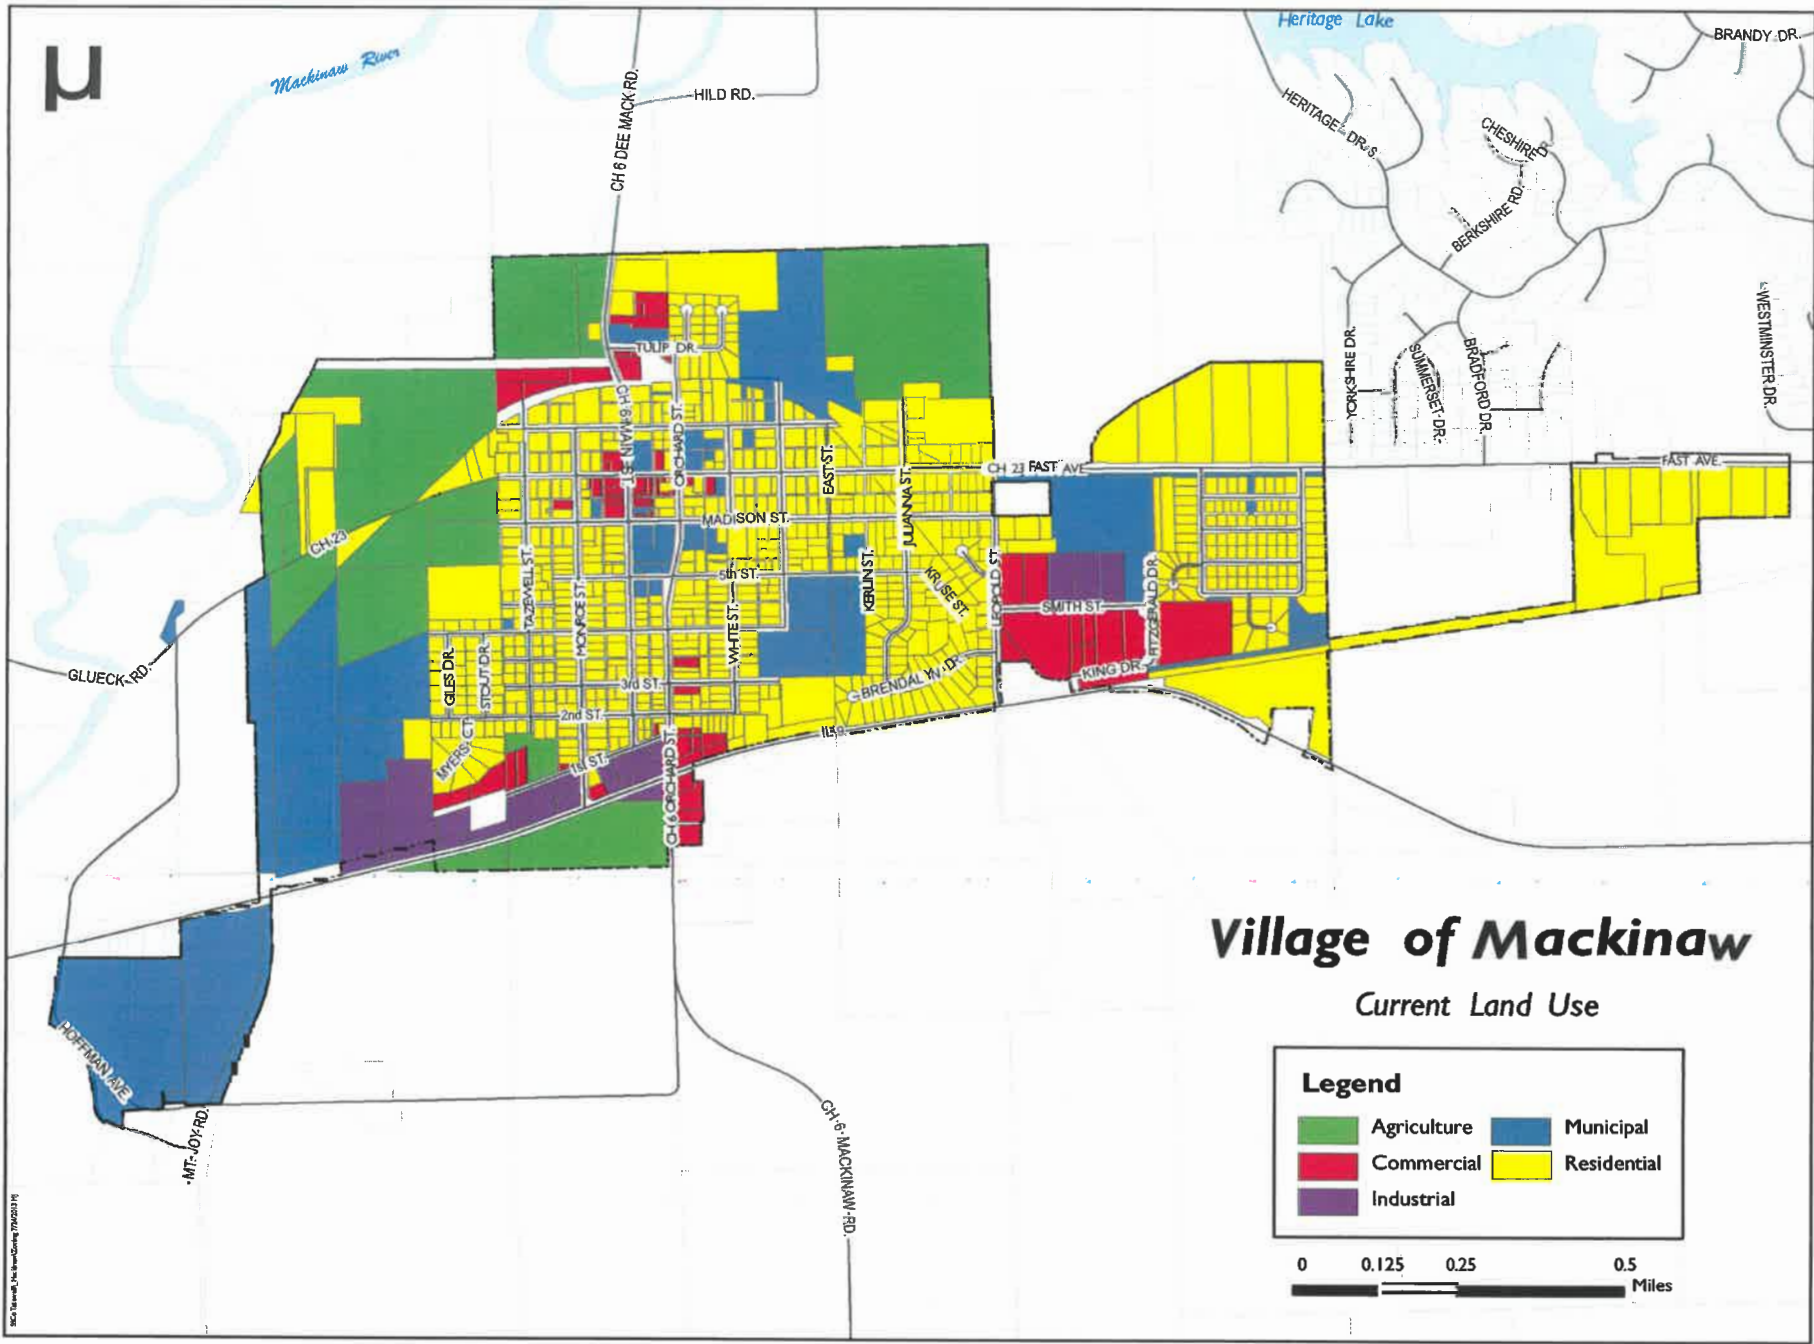 µ
Mackinaw River
Heritage Lake
BRANDY DR.
HILD RD.
CH 6 DEE MACK RD.
HERITAGE DR. S.
CHESHIRE D
BERKSHIRE RD.
WESTMINSTER DR.
YORKSHIRE DR.
SUMMERSET DR.
BRADFORD DR.
TULIP DR.
CH 6 MAIN ST.
ORCHARD ST.
EAST ST.
JULIANNA ST.
CH 23 FAST AVE
FAST AVE.
CH-23
MADISON ST.
TAZEWELL ST.
MONROE ST.
5th ST.
WHITE ST.
KERLIN ST.
KRUSE ST.
LEOPOLD ST.
SMITH ST.
FITZGERALD DR.
KING DR.
GLUECK RD.
GILES DR.
STOUT DR.
3rd ST.
BRENDALYN DR.
2nd ST.
MYERS CT.
1st ST.
IL 9
CH 6 ORCHARD ST.
HOFFMAN AVE.
MT. JOY RD.
CH 6 MACKINAW RD.
Village of Mackinaw
Current Land Use
Legend
Agriculture
Municipal
Commercial
Residential
Industrial
0 0.125 0.25 0.5
Miles